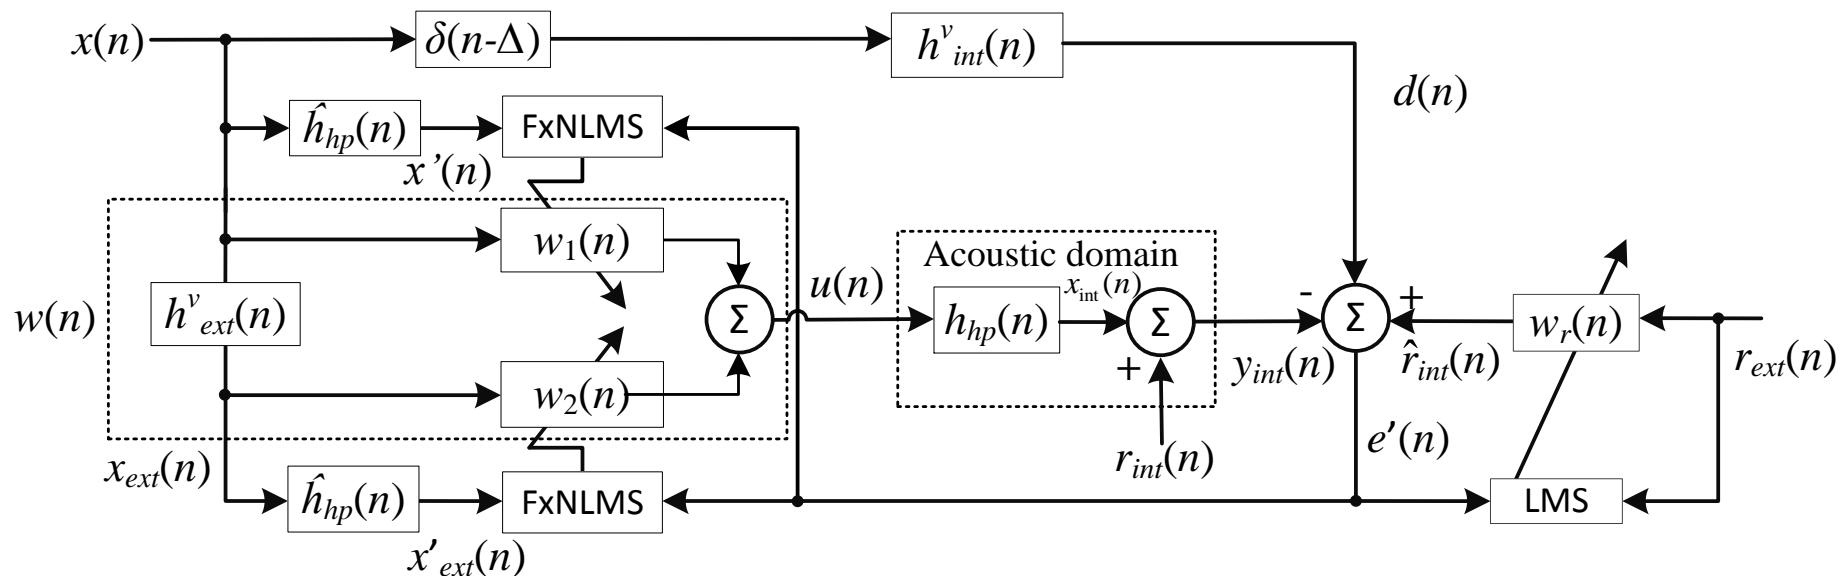 x(n)
δ(n-Δ)
h^v_int(n)
d(n)
ĥ_hp(n)
FxNLMS
x’(n)
w_1(n)
Acoustic domain
x_int(n)
u(n)
w(n)
h^v_ext(n)
Σ
h_hp(n)
Σ
-
+
Σ
w_r(n)
+
y_int(n)
r̂_int(n)
r_ext(n)
w_2(n)
x_ext(n)
r_int(n)
e'(n)
ĥ_hp(n)
FxNLMS
LMS
x'_ext(n)